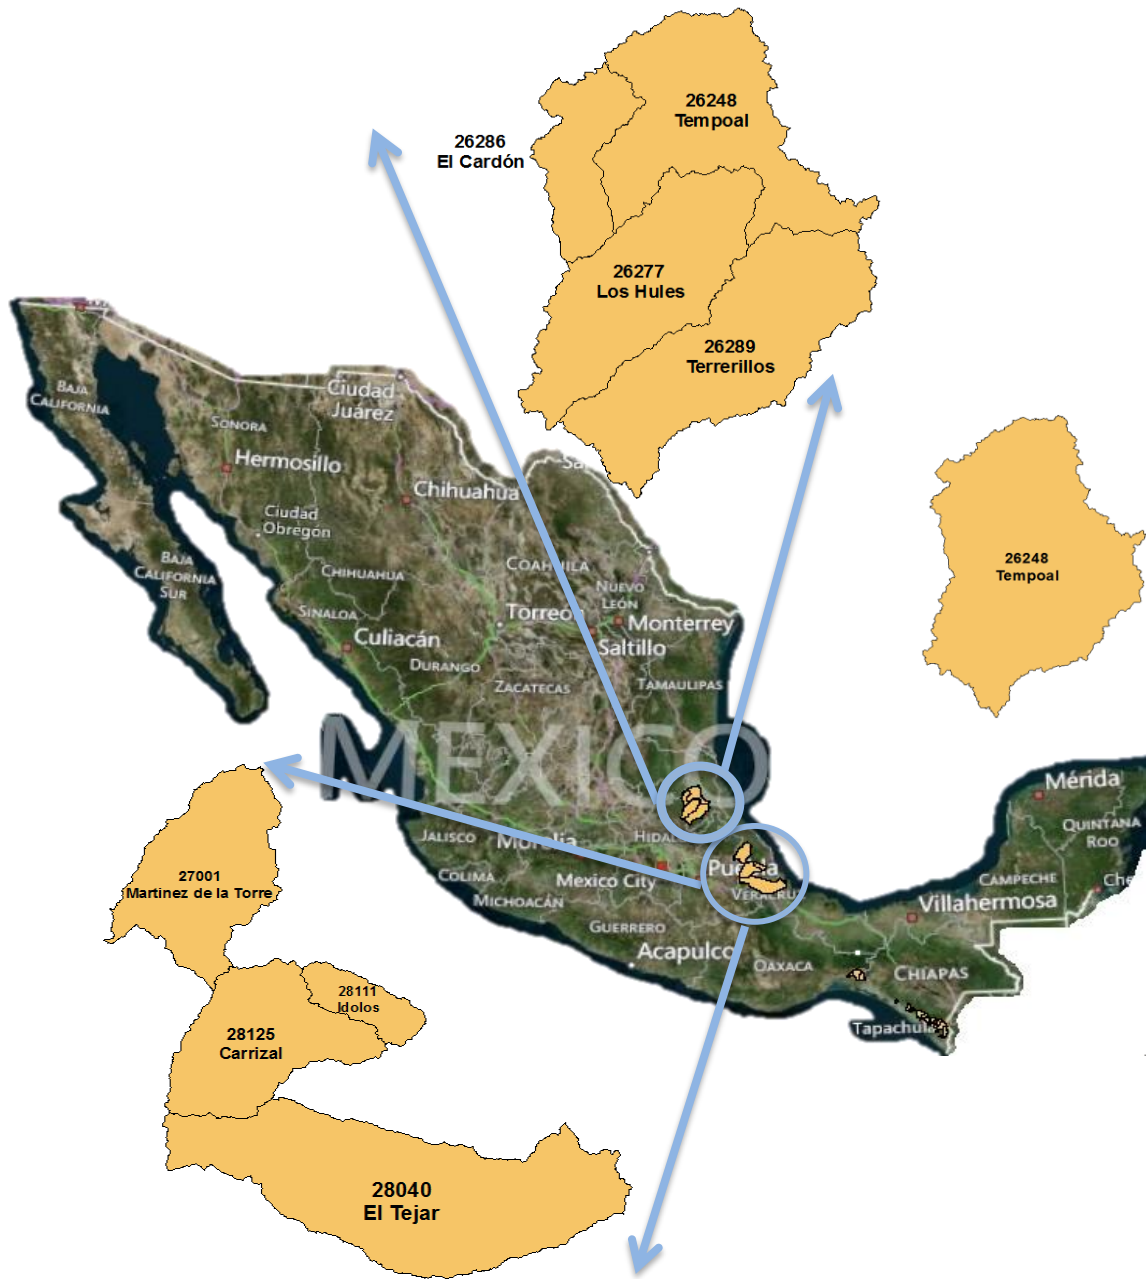 26248
Tempoal
26286
El Cardón
26277
Los Hules
26289
Terrerillos
Ciudad
Juárez
BAJA
CALIFORNIA
SONORA
Hermosillo
Chihuahua
Ciudad
Obregón
BAJA
CALIFORNIA
SUR
CHIHUAHUA
COAHUILA
NUEVO
LEÓN
SINALOA
Torreón
Monterrey
Culiacán
Saltillo
DURANGO
ZACATECAS
TAMAULIPAS
26248
Tempoal
MEXICO
Mérida
QUINTANA
ROO
JALISCO
Morelia
COLIMA
Mexico City
Puebla
VERACRUZ
CAMPECHE
MICHOACÁN
Villahermosa
GUERRERO
Acapulco
OAXACA
CHIAPAS
Tapachula
27001
Martinez de la Torre
28111
Idolos
28125
Carrizal
28040
El Tejar